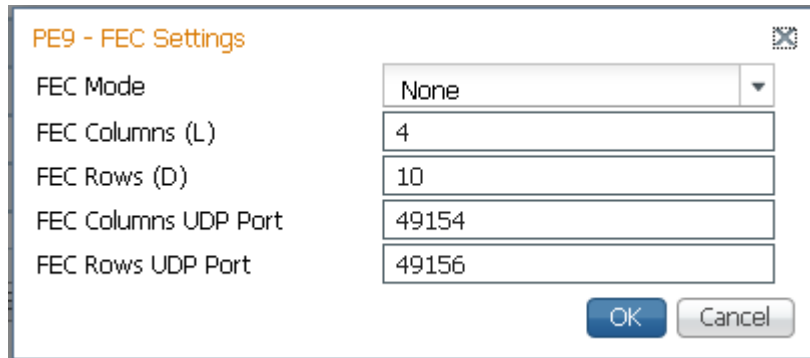 PE9 - FEC Settings
FEC Mode None
FEC Columns (L) 4
FEC Rows (D) 10
FEC Columns UDP Port 49154
FEC Rows UDP Port 49156
OK Cancel